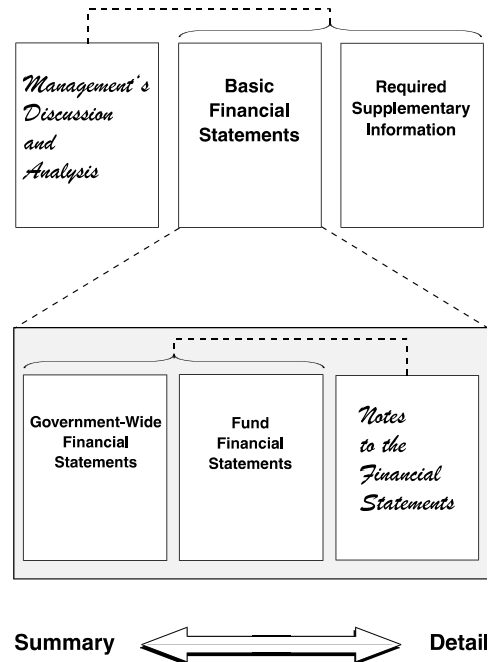 Management's
Discussion
and
Analysis
Basic
Financial
Statements
Required
Supplementary
Information
Government-Wide
Financial
Statements
Fund
Financial
Statements
Notes
to the
Financial
Statements
Summary
Detail